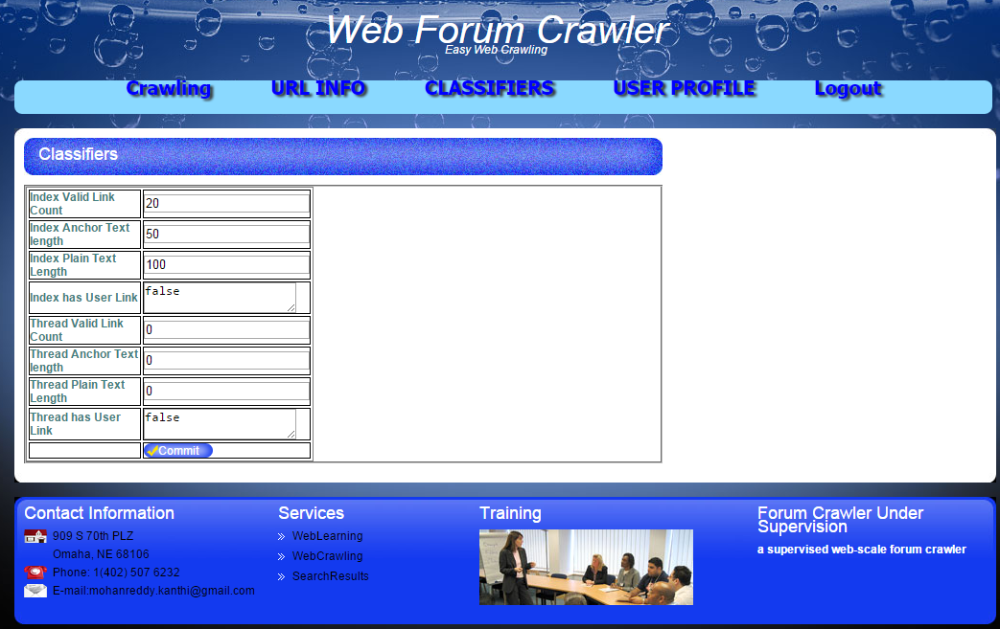 Web Forum Crawler
Easy Web Crawling
Crawling URL INFO CLASSIFIERS USER PROFILE Logout
Classifiers
Index Valid Link
Count
20
Index Anchor Text
length
50
Index Plain Text
Length
100
Index has User Link
false
Thread Valid Link
Count
0
Thread Anchor Text
length
0
Thread Plain Text
Length
0
Thread has User
Link
false
Commit
Contact Information
909 S 70th PLZ
Omaha, NE 68106
Phone: 1(402) 507 6232
E-mail:mohanreddy.kanthi@gmail.com
Services
WebLearning
WebCrawling
SearchResults
Training
Forum Crawler Under
Supervision
a supervised web-scale forum crawler